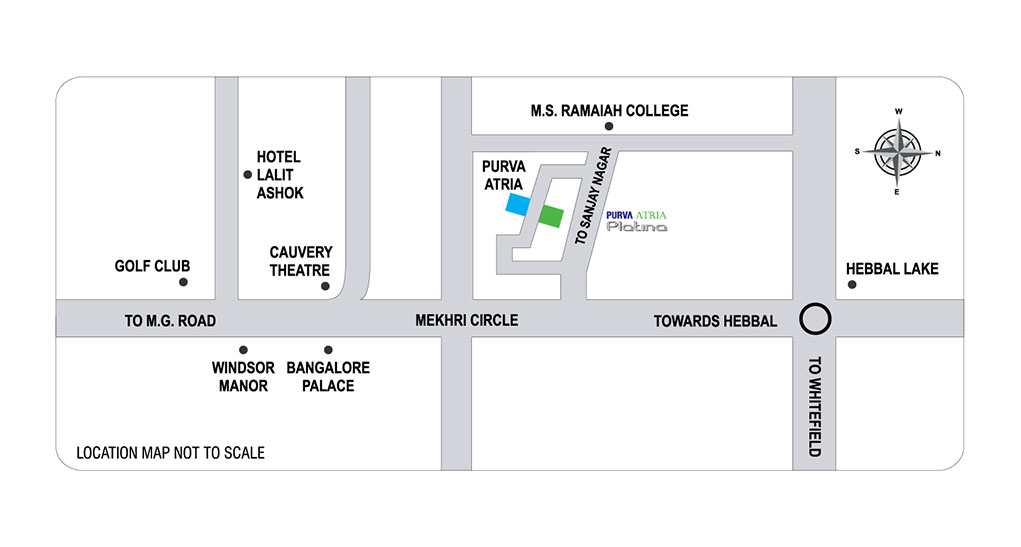 M.S. RAMAIAH COLLEGE
W
S
N
E
HOTEL
LALIT
ASHOK
PURVA
ATRIA
TO SANJAY NAGAR
PURVA ATRIA
Platina
CAUVERY
THEATRE
GOLF CLUB
HEBBAL LAKE
TO M.G. ROAD
MEKHRI CIRCLE
TOWARDS HEBBAL
WINDSOR
MANOR
BANGALORE
PALACE
TO WHITEFIELD
LOCATION MAP NOT TO SCALE